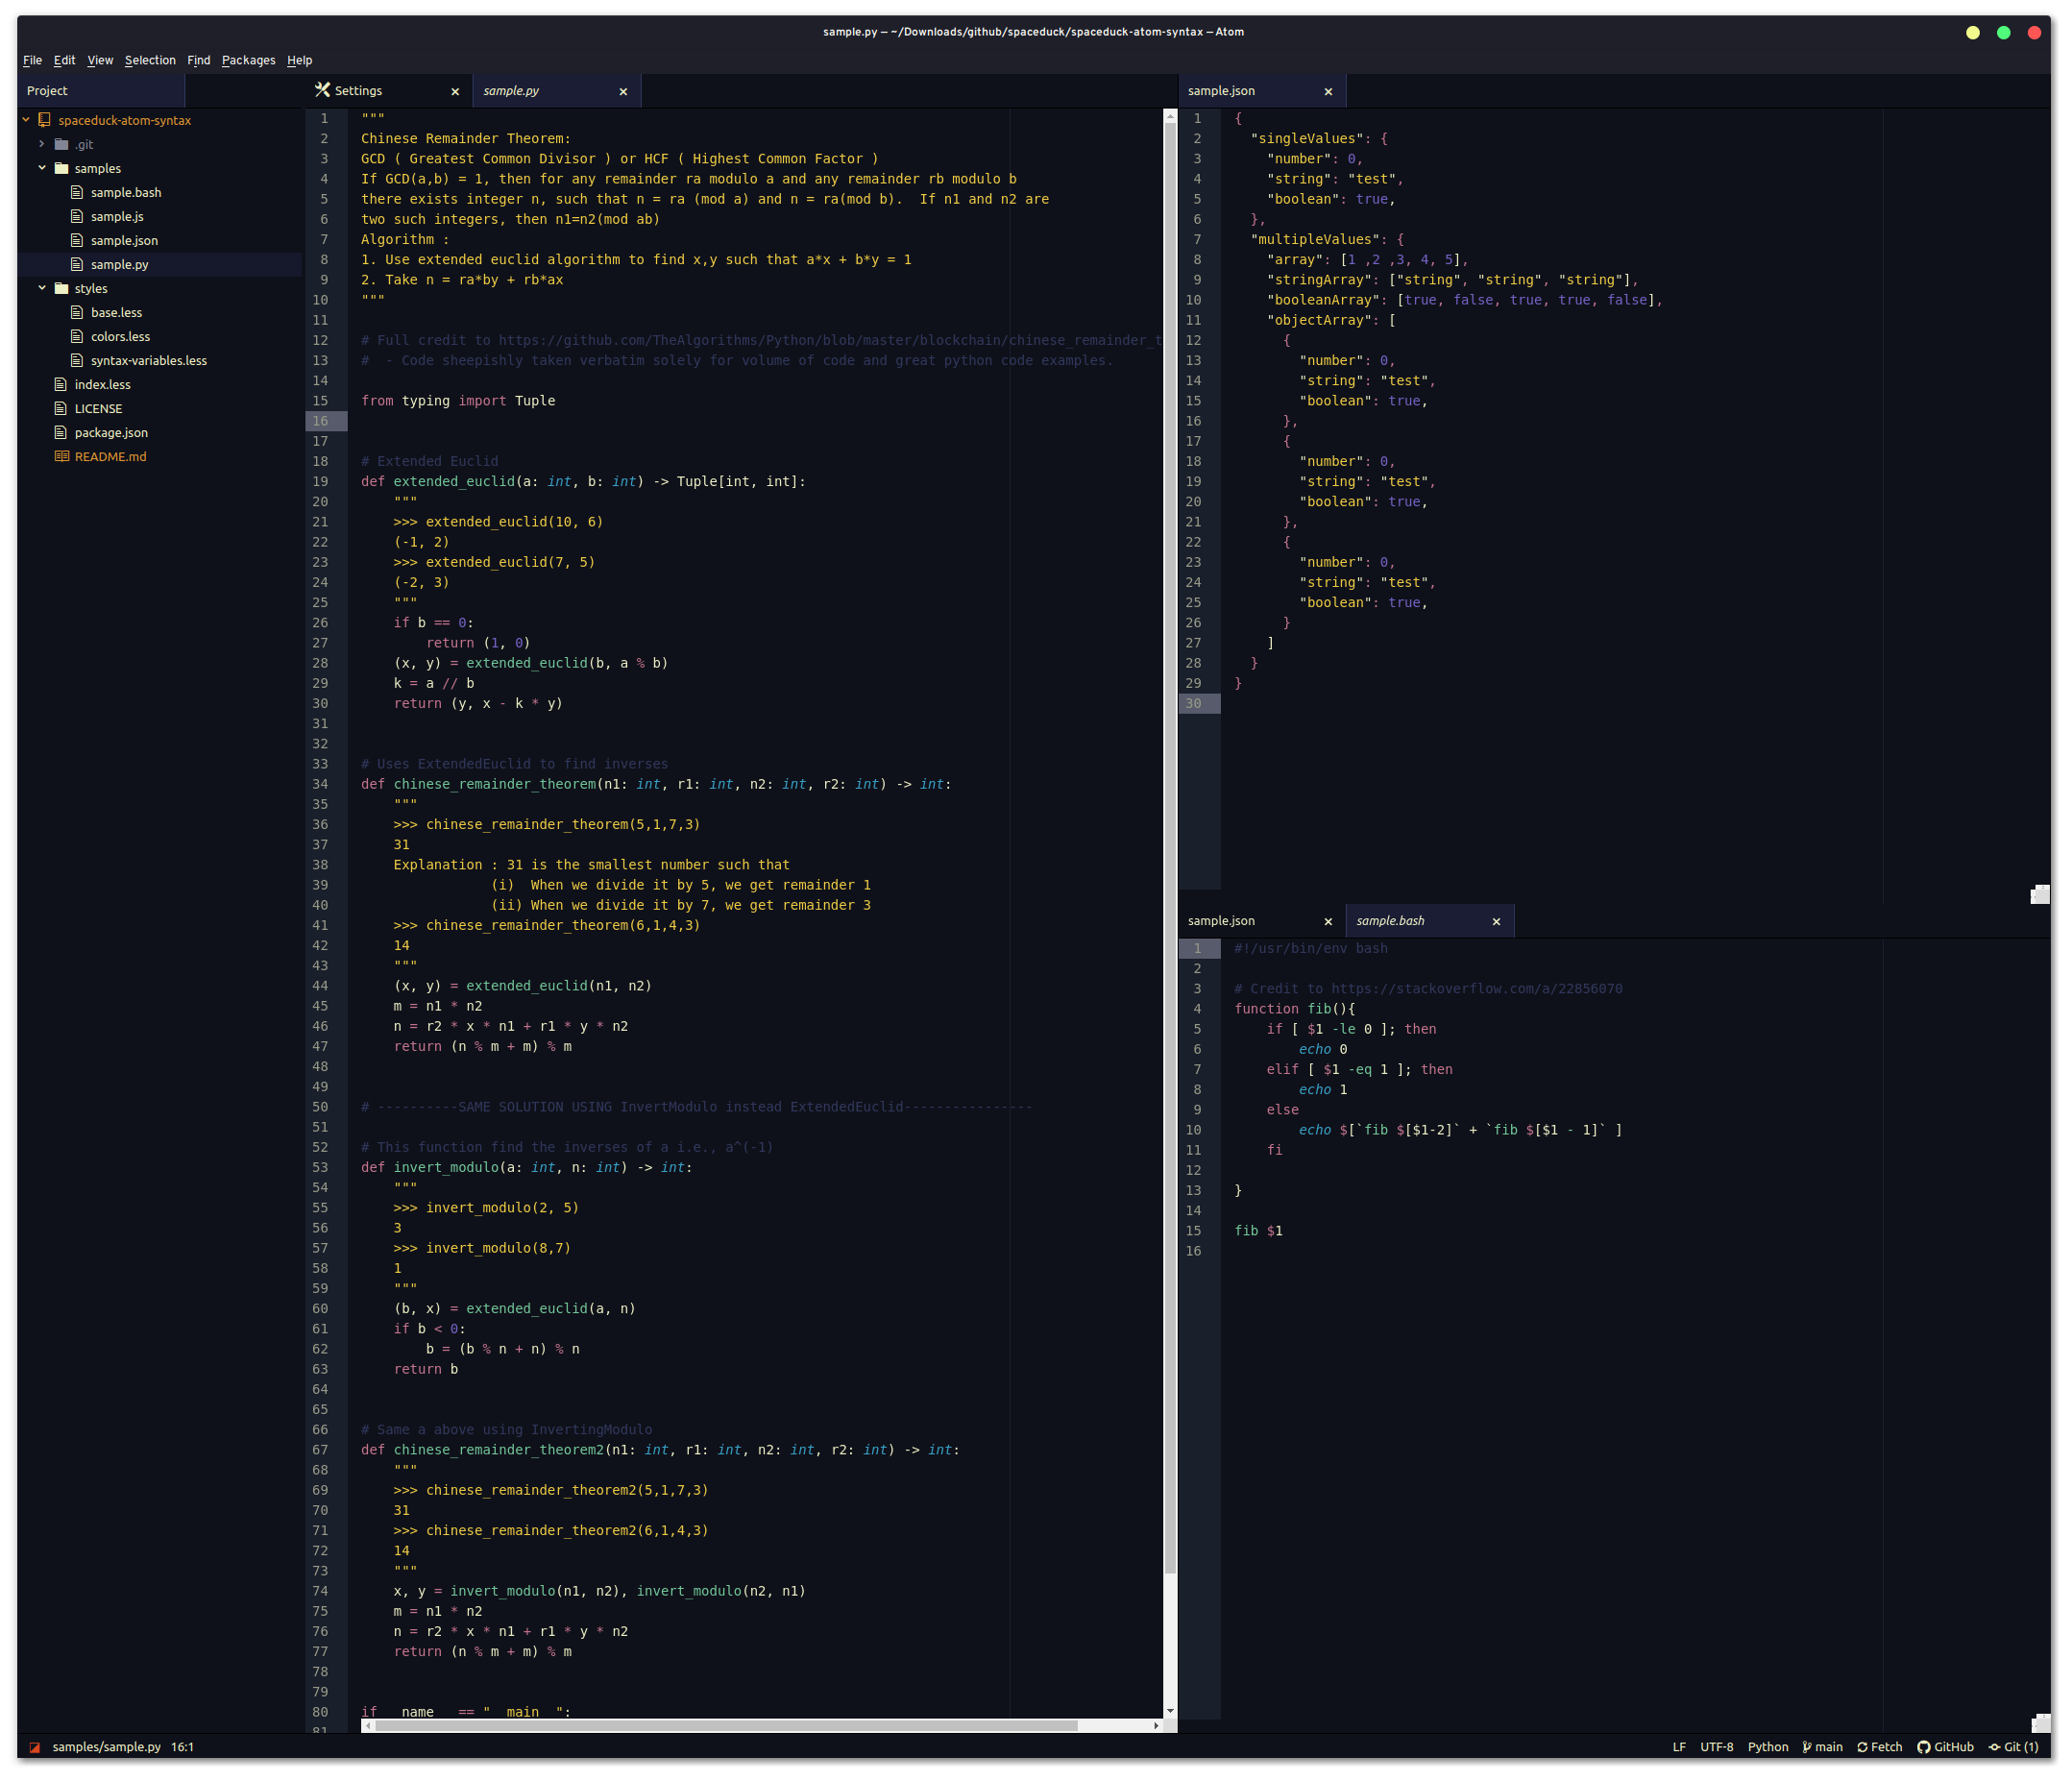 sample.py — ~/Downloads/github/spaceduck/spaceduck-atom-syntax — Atom
File Edit View Selection Find Packages Help
Project
spaceduck-atom-syntax
.git
samples
sample.bash
sample.js
sample.json
sample.py
styles
base.less
colors.less
syntax-variables.less
index.less
LICENSE
package.json
README.md
Settings × sample.py ×
1 """
2 Chinese Remainder Theorem:
3 GCD ( Greatest Common Divisor ) or HCF ( Highest Common Factor )
4 If GCD(a,b) = 1, then for any remainder ra modulo a and any remainder rb modulo b
5 there exists integer n, such that n = ra (mod a) and n = ra(mod b).  If n1 and n2 are
6 two such integers, then n1=n2(mod ab)
7 Algorithm :
8 1. Use extended euclid algorithm to find x,y such that a*x + b*y = 1
9 2. Take n = ra*by + rb*ax
10 """
11
12 # Full credit to https://github.com/TheAlgorithms/Python/blob/master/blockchain/chinese_remainder_t
13 #  - Code sheepishly taken verbatim solely for volume of code and great python code examples.
14
15 from typing import Tuple
16
17
18 # Extended Euclid
19 def extended_euclid(a: int, b: int) -> Tuple[int, int]:
20     """
21     >>> extended_euclid(10, 6)
22     (-1, 2)
23     >>> extended_euclid(7, 5)
24     (-2, 3)
25     """
26     if b == 0:
27         return (1, 0)
28     (x, y) = extended_euclid(b, a % b)
29     k = a // b
30     return (y, x - k * y)
31
32
33 # Uses ExtendedEuclid to find inverses
34 def chinese_remainder_theorem(n1: int, r1: int, n2: int, r2: int) -> int:
35     """
36     >>> chinese_remainder_theorem(5,1,7,3)
37     31
38     Explanation : 31 is the smallest number such that
39                 (i)  When we divide it by 5, we get remainder 1
40                 (ii) When we divide it by 7, we get remainder 3
41     >>> chinese_remainder_theorem(6,1,4,3)
42     14
43     """
44     (x, y) = extended_euclid(n1, n2)
45     m = n1 * n2
46     n = r2 * x * n1 + r1 * y * n2
47     return (n % m + m) % m
48
49
50 # ----------SAME SOLUTION USING InvertModulo instead ExtendedEuclid----------------
51
52 # This function find the inverses of a i.e., a^(-1)
53 def invert_modulo(a: int, n: int) -> int:
54     """
55     >>> invert_modulo(2, 5)
56     3
57     >>> invert_modulo(8,7)
58     1
59     """
60     (b, x) = extended_euclid(a, n)
61     if b < 0:
62         b = (b % n + n) % n
63     return b
64
65
66 # Same a above using InvertingModulo
67 def chinese_remainder_theorem2(n1: int, r1: int, n2: int, r2: int) -> int:
68     """
69     >>> chinese_remainder_theorem2(5,1,7,3)
70     31
71     >>> chinese_remainder_theorem2(6,1,4,3)
72     14
73     """
74     x, y = invert_modulo(n1, n2), invert_modulo(n2, n1)
75     m = n1 * n2
76     n = r2 * x * n1 + r1 * y * n2
77     return (n % m + m) % m
78
79
80 if __name__ == "__main__":
81
sample.json ×
1 {
2   "singleValues": {
3     "number": 0,
4     "string": "test",
5     "boolean": true,
6   },
7   "multipleValues": {
8     "array": [1 ,2 ,3, 4, 5],
9     "stringArray": ["string", "string", "string"],
10     "booleanArray": [true, false, true, true, false],
11     "objectArray": [
12       {
13         "number": 0,
14         "string": "test",
15         "boolean": true,
16       },
17       {
18         "number": 0,
19         "string": "test",
20         "boolean": true,
21       },
22       {
23         "number": 0,
24         "string": "test",
25         "boolean": true,
26       }
27     ]
28   }
29 }
30
sample.json × sample.bash ×
1 #!/usr/bin/env bash
2
3 # Credit to https://stackoverflow.com/a/22856070
4 function fib(){
5     if [ $1 -le 0 ]; then
6         echo 0
7     elif [ $1 -eq 1 ]; then
8         echo 1
9     else
10         echo $[`fib $[$1-2]` + `fib $[$1 - 1]` ]
11     fi
12
13 }
14
15 fib $1
16
samples/sample.py 16:1 LF UTF-8 Python main Fetch GitHub Git (1)